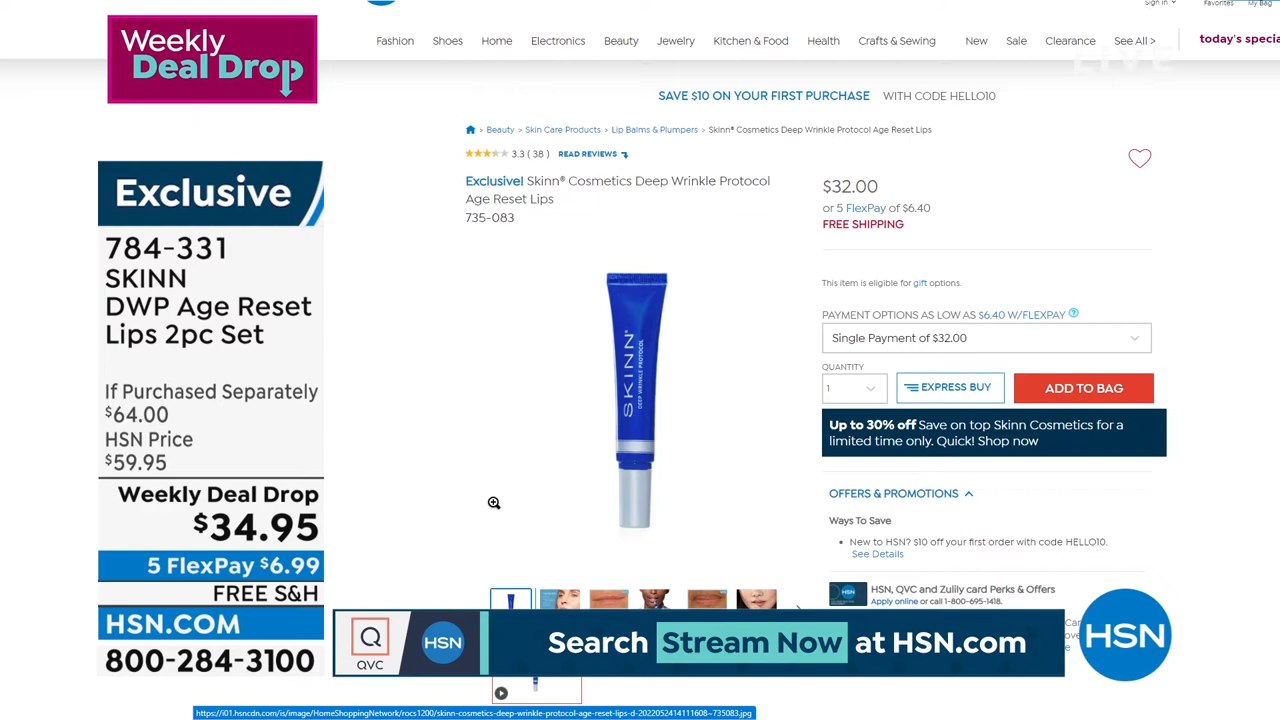 Weekly
Deal Drop
Exclusive
784-331
SKINN
DWP Age Reset
Lips 2pc Set
If Purchased Separately
$64.00
HSN Price
$59.95
Weekly Deal Drop
$34.95
5 FlexPay $6.99
FREE S&H
HSN.COM
800-284-3100
Sign In
Favorites
My Bag
Fashion Shoes Home Electronics Beauty Jewelry Kitchen & Food Health Crafts & Sewing New Sale Clearance See All >
today's specia
LIVE
SAVE $10 ON YOUR FIRST PURCHASE WITH CODE HELLO10
> Beauty > Skin Care Products > Lip Balms & Plumpers > Skinn® Cosmetics Deep Wrinkle Protocol Age Reset Lips
3.3 ( 38 ) READ REVIEWS
Exclusive! Skinn® Cosmetics Deep Wrinkle Protocol
Age Reset Lips
735-083
SKINN®
DEEP WRINKLE PROTOCOL
$32.00
or 5 FlexPay of $6.40
FREE SHIPPING
This item is eligible for gift options.
PAYMENT OPTIONS AS LOW AS $6.40 W/FLEXPAY ?
Single Payment of $32.00
QUANTITY
1
EXPRESS BUY
ADD TO BAG
Up to 30% off Save on top Skinn Cosmetics for a
limited time only. Quick! Shop now
OFFERS & PROMOTIONS
Ways To Save
• New to HSN? $10 off your first order with code HELLO10.
See Details
HSN, QVC and Zulily card Perks & Offers
Apply online or call 1-800-695-1418.
Q
QVC
HSN
Search Stream Now at HSN.com
HSN
https://i01.hsncdn.com/is/image/HomeShoppingNetwork/rocs1200/skinn-cosmetics-deep-wrinkle-protocol-age-reset-lips-d-2022052414111608~735083.jpg